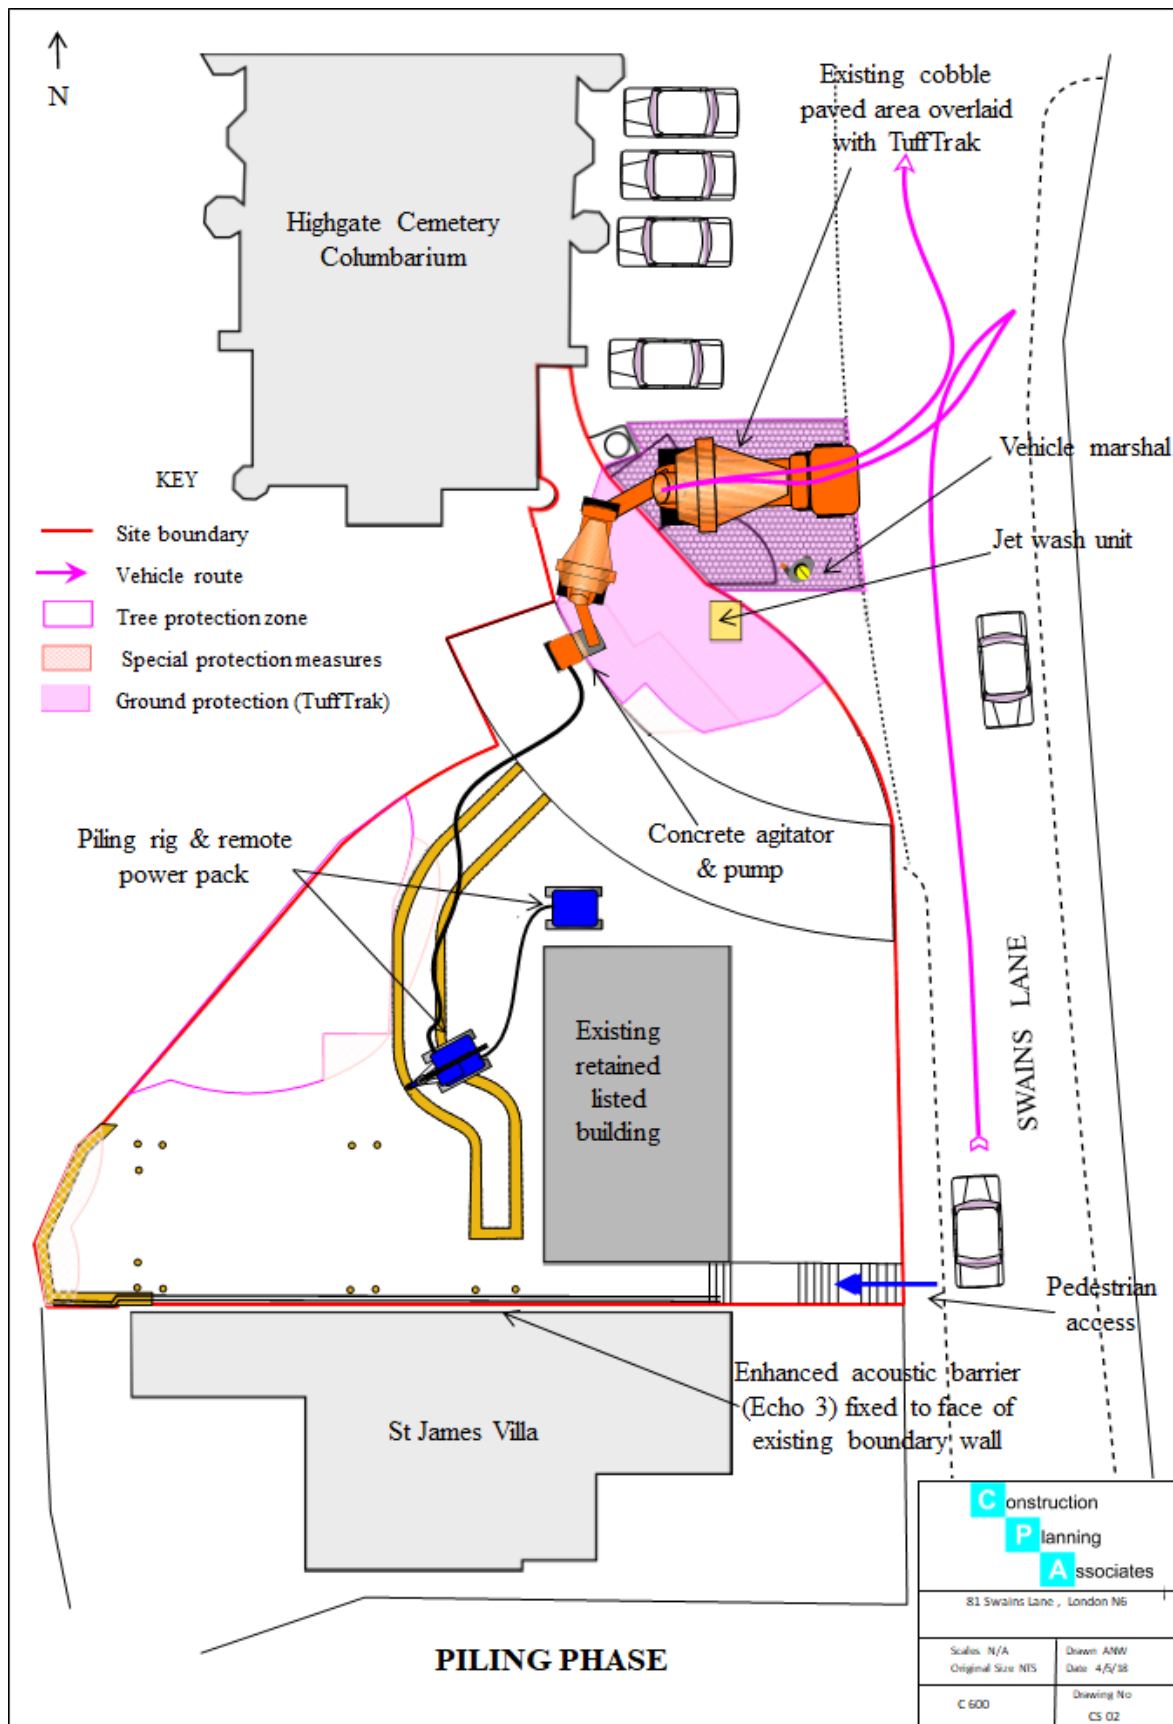 N
Existing cobble
paved area overlaid
with TuffTrak
Highgate Cemetery
Columbarium
Vehicle marshal
KEY
Site boundary
Vehicle route
Tree protection zone
Special protection measures
Ground protection (TuffTrak)
Jet wash unit
Piling rig & remote
power pack
Concrete agitator
& pump
SWAINS LANE
Existing
retained
listed
building
Pedestrian
access
Enhanced acoustic barrier
(Echo 3) fixed to face of
existing boundary wall
St James Villa
PILING PHASE
Construction
Planning
Associates
81 Swains Lane , London N6
Scales N/A
Original Size NTS
Drawn ANW
Date 4/5/18
C 600
Drawing No
CS 02